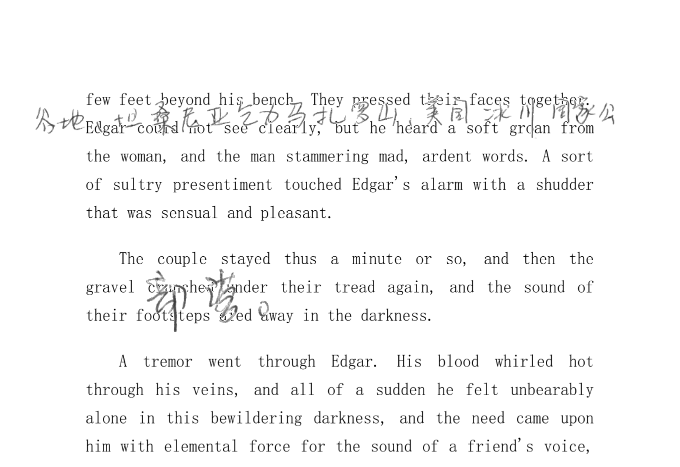 few feet beyond his bench. They pressed their faces together.
谷地、坦桑尼亚乞力马扎罗山、美国冰川国家公
Edgar could not see clearly, but he heard a soft groan from
the woman, and the man stammering mad, ardent words. A sort
of sultry presentiment touched Edgar's alarm with a shudder
that was sensual and pleasant.
The couple stayed thus a minute or so, and then the
gravel crunched under their tread again, and the sound of
部落。
their footsteps died away in the darkness.
A tremor went through Edgar. His blood whirled hot
through his veins, and all of a sudden he felt unbearably
alone in this bewildering darkness, and the need came upon
him with elemental force for the sound of a friend's voice,